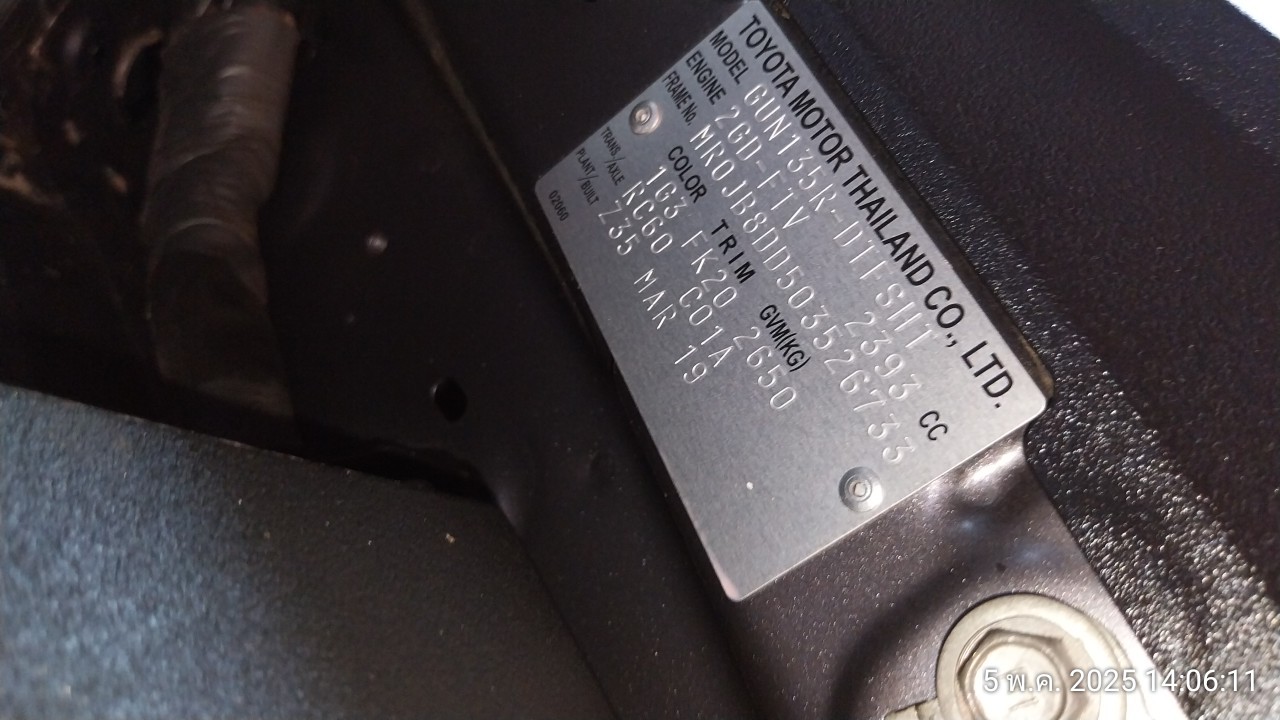 TOYOTA MOTOR THAILAND CO., LTD.
MODEL GUN135R-DTFSHT
ENGINE 2GD-FTV 2393 CC
FRAME No. MR0JB8DD503526733
COLOR TRIM GVM(KG)
1G3 FK20 2650
TRANS/AXLE RC60 C01A
PLANT/BUILT Z35 MAR 19
02060
5 พ.ค. 2025 14:06:11